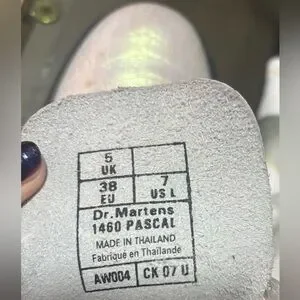 5
UK
38 7
EU US L
Dr. Martens
1460 PASCAL
MADE IN THAILAND
Fabriqué en Thaïlande
AW004 CK 07 U